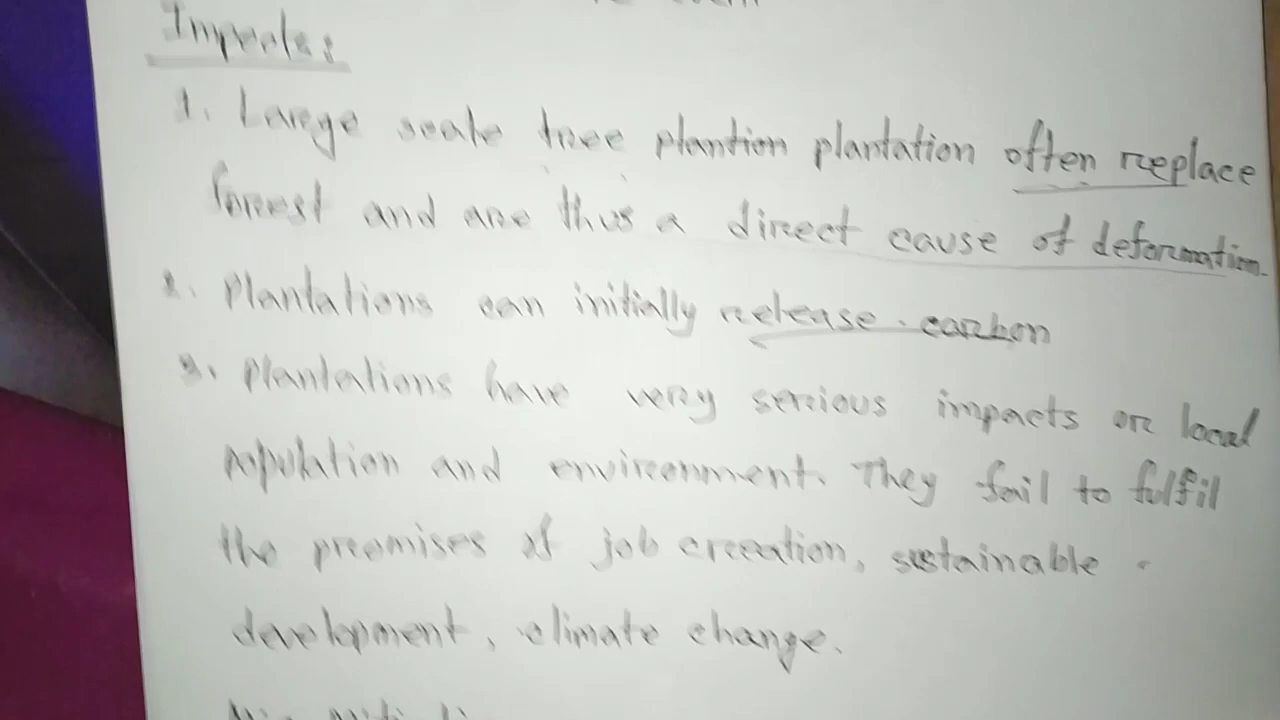 Impacts:
1. Large scale tree plantion plantation often replace
forest and are thus a direct cause of deformation.
2. Plantations can initially release carbon
3. Plantations have very serious impacts on local
population and environment. They fail to fulfil
the promises of job creeation, sustainable
development, climate change.